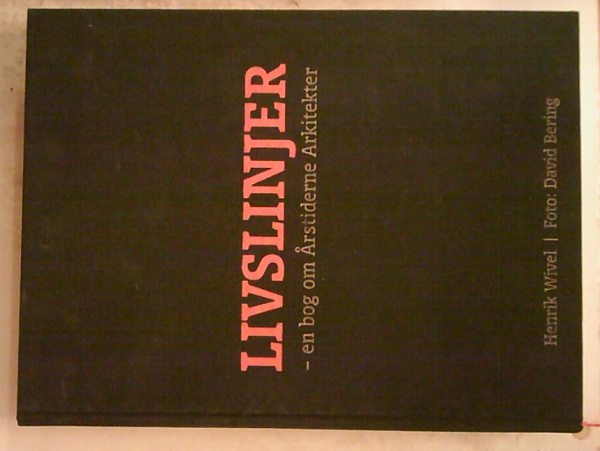 LIVSLINJER
– en bog om Årstiderne Arkitekter
Henrik Wivel | Foto: David Bering